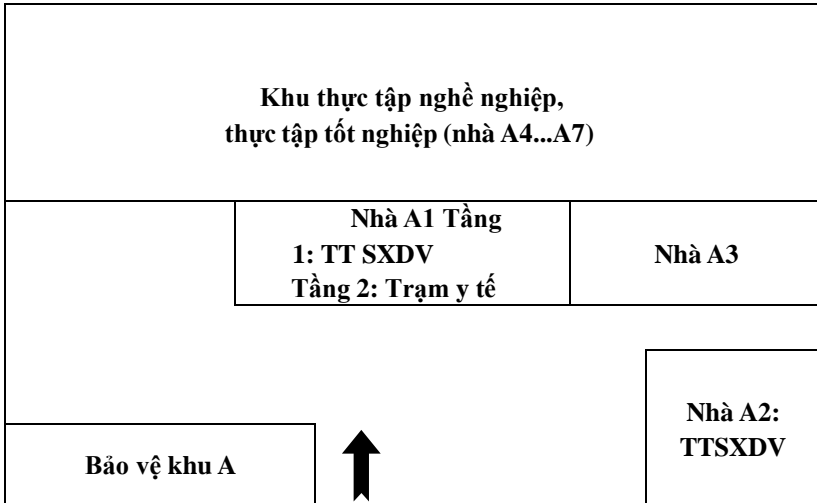 Khu thực tập nghề nghiệp,
thực tập tốt nghiệp (nhà A4...A7)
Nhà A1 Tầng
1: TT SXDV
Tầng 2: Trạm y tế
Nhà A3
Nhà A2:
TTSXDV
Bảo vệ khu A